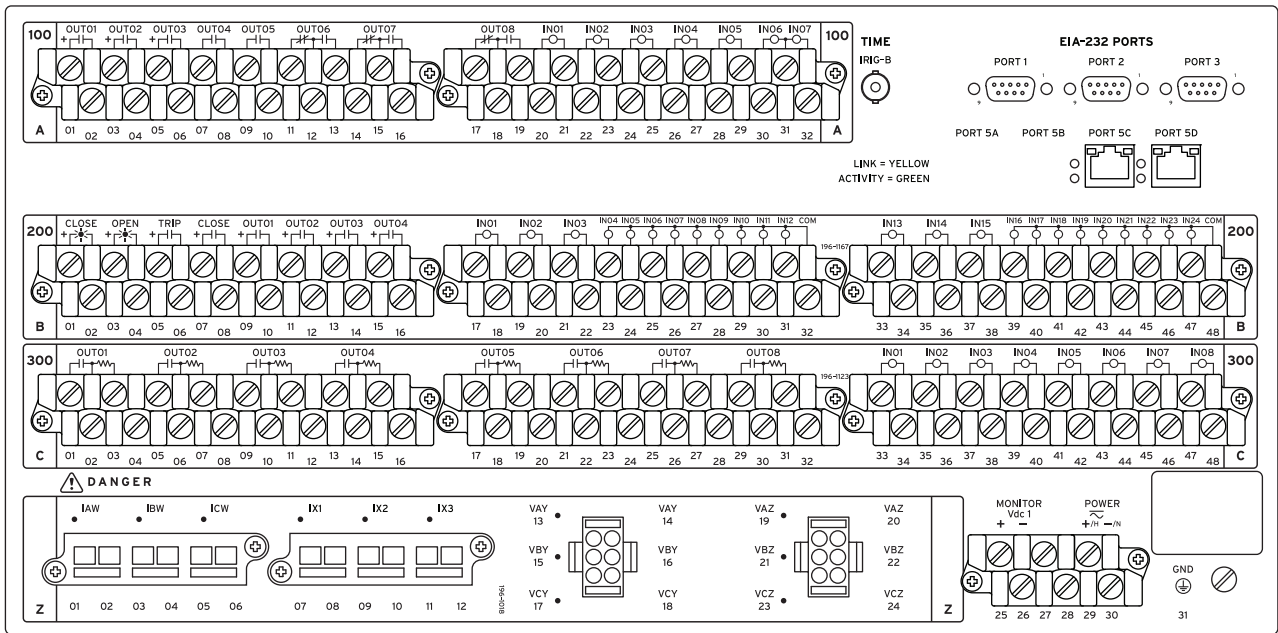 100 OUT01 OUT02 OUT03 OUT04 OUT05 OUT06 OUT07 OUT08 IN01 IN02 IN03 IN04 IN05 IN06 IN07 100
+ + +
A 01 02 03 04 05 06 07 08 09 10 11 12 13 14 15 16 17 18 19 20 21 22 23 24 25 26 27 28 29 30 31 32 A
TIME
IRIG-B
EIA-232 PORTS
PORT 1 PORT 2 PORT 3
PORT 5A PORT 5B PORT 5C PORT 5D
LINK = YELLOW
ACTIVITY = GREEN
200 CLOSE OPEN TRIP CLOSE OUT01 OUT02 OUT03 OUT04 IN01 IN02 IN03 IN04 IN05 IN06 IN07 IN08 IN09 IN10 IN11 IN12 COM IN13 IN14 IN15 IN16 IN17 IN18 IN19 IN20 IN21 IN22 IN23 IN24 COM 200
+ + + + + + + +
196-1167
B 01 02 03 04 05 06 07 08 09 10 11 12 13 14 15 16 17 18 19 20 21 22 23 24 25 26 27 28 29 30 31 32 33 34 35 36 37 38 39 40 41 42 43 44 45 46 47 48 B
300 OUT01 OUT02 OUT03 OUT04 OUT05 OUT06 OUT07 OUT08 IN01 IN02 IN03 IN04 IN05 IN06 IN07 IN08 300
196-1123
C 01 02 03 04 05 06 07 08 09 10 11 12 13 14 15 16 17 18 19 20 21 22 23 24 25 26 27 28 29 30 31 32 33 34 35 36 37 38 39 40 41 42 43 44 45 46 47 48 C
DANGER
IAW IBW ICW IX1 IX2 IX3
VAY 13 VAY 14 VAZ 19 VAZ 20
VBY 15 VBY 16 VBZ 21 VBZ 22
VCY 17 VCY 18 VCZ 23 VCZ 24
Z 01 02 03 04 05 06 07 08 09 10 11 12 196-1018 Z
MONITOR
Vdc 1
+ −
POWER
+/H −/N
25 26 27 28 29 30
GND
31